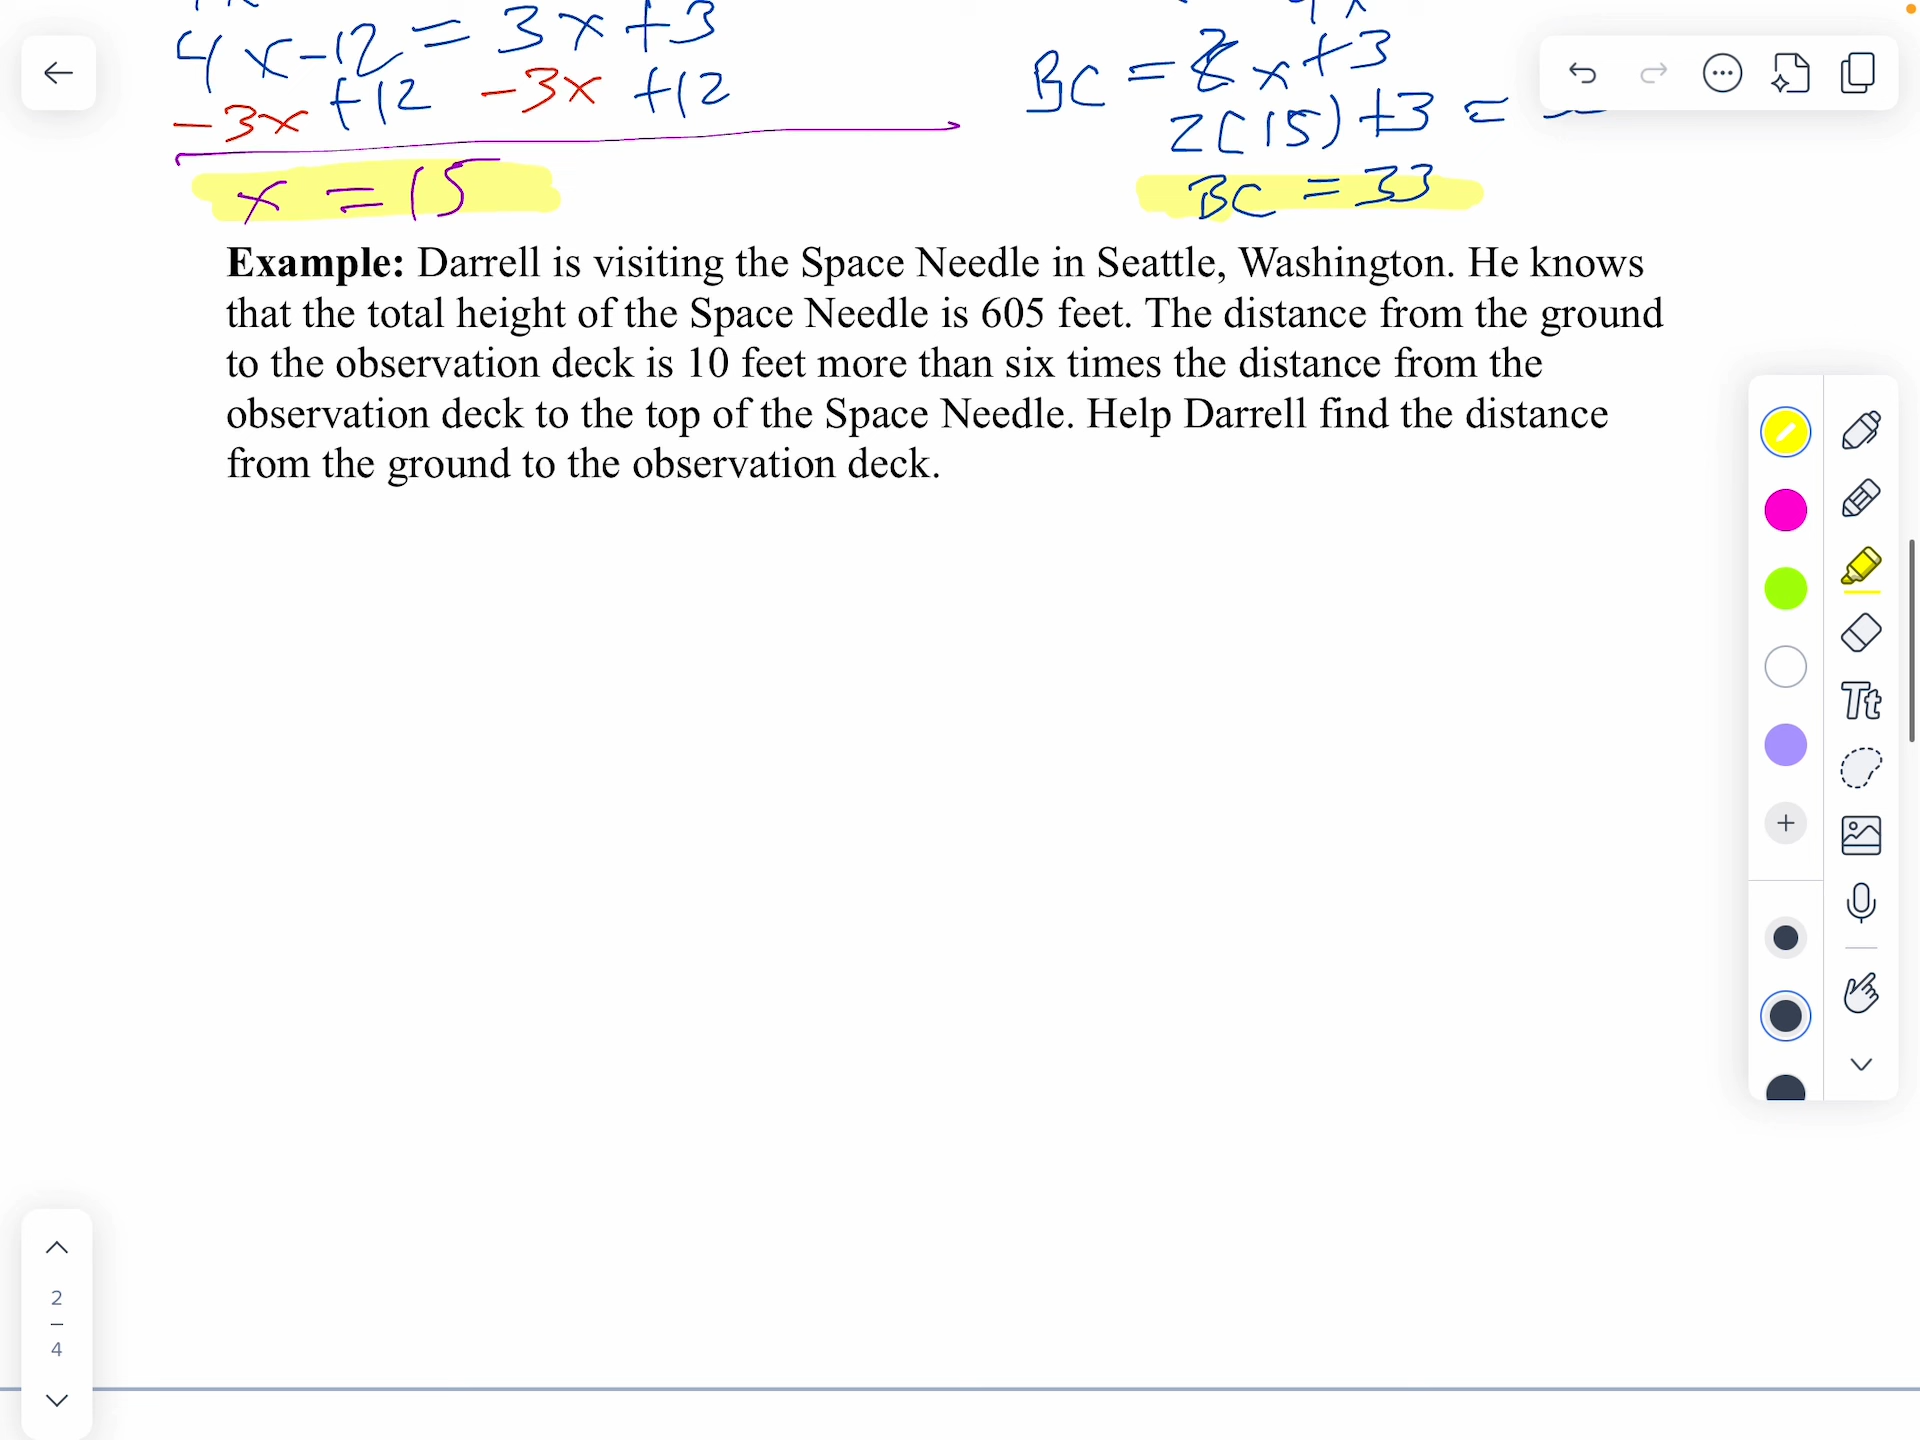 4x-12 = 3x+3
-3x +12 -3x +12
x = 15
BC = 2x+3
2(15)+3 =
BC = 33
Example: Darrell is visiting the Space Needle in Seattle, Washington. He knows
that the total height of the Space Needle is 605 feet. The distance from the ground
to the observation deck is 10 feet more than six times the distance from the
observation deck to the top of the Space Needle. Help Darrell find the distance
from the ground to the observation deck.
Tt
2
4